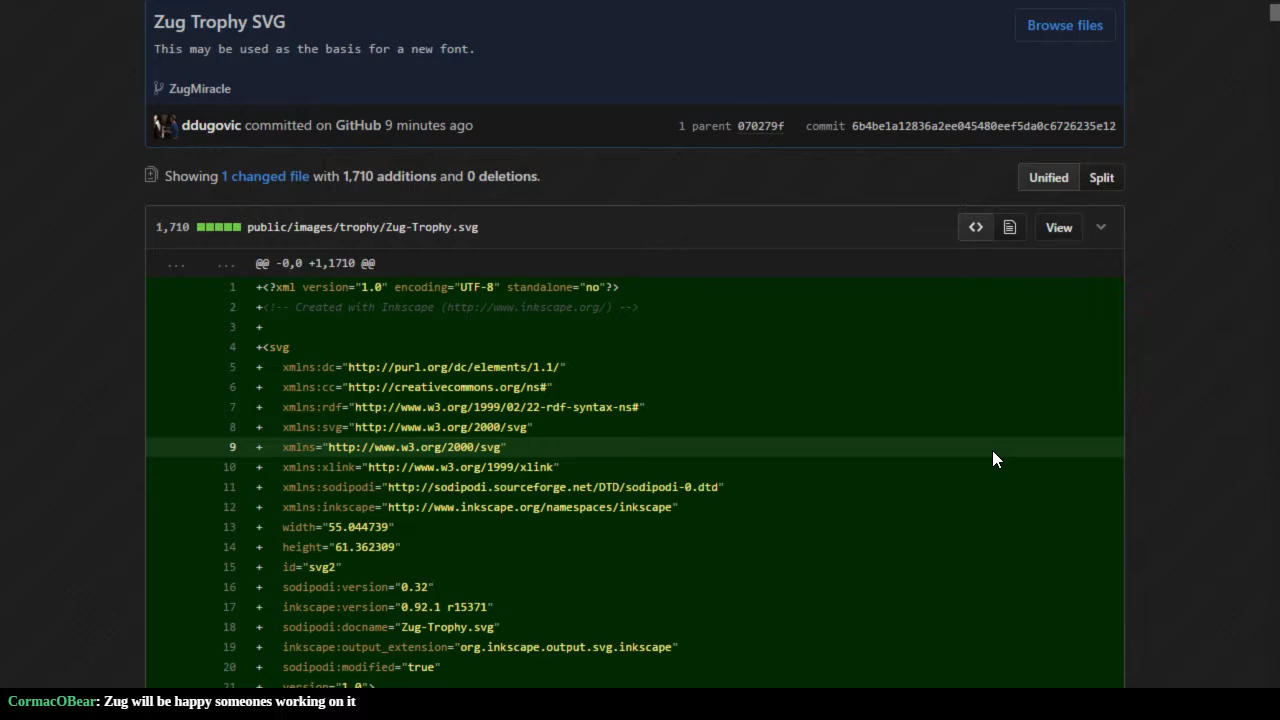 Zug Trophy SVG
Browse files
This may be used as the basis for a new font.
ZugMiracle
ddugovic committed on GitHub 9 minutes ago
1 parent 070279f commit 6b4be1a12836a2ee045480eef5da0c6726235e12
Showing 1 changed file with 1,710 additions and 0 deletions.
Unified Split
1,710 public/images/trophy/Zug-Trophy.svg
View
... ... @@ -0,0 +1,1710 @@
1 +<?xml version="1.0" encoding="UTF-8" standalone="no"?>
2 +<!-- Created with Inkscape (http://www.inkscape.org/) -->
3 +
4 +<svg
5 + xmlns:dc="http://purl.org/dc/elements/1.1/"
6 + xmlns:cc="http://creativecommons.org/ns#"
7 + xmlns:rdf="http://www.w3.org/1999/02/22-rdf-syntax-ns#"
8 + xmlns:svg="http://www.w3.org/2000/svg"
9 + xmlns="http://www.w3.org/2000/svg"
10 + xmlns:xlink="http://www.w3.org/1999/xlink"
11 + xmlns:sodipodi="http://sodipodi.sourceforge.net/DTD/sodipodi-0.dtd"
12 + xmlns:inkscape="http://www.inkscape.org/namespaces/inkscape"
13 + width="55.044739"
14 + height="61.362309"
15 + id="svg2"
16 + sodipodi:version="0.32"
17 + inkscape:version="0.92.1 r15371"
18 + sodipodi:docname="Zug-Trophy.svg"
19 + inkscape:output_extension="org.inkscape.output.svg.inkscape"
20 + sodipodi:modified="true"
21 + version="1.0">
CormacOBear: Zug will be happy someones working on it